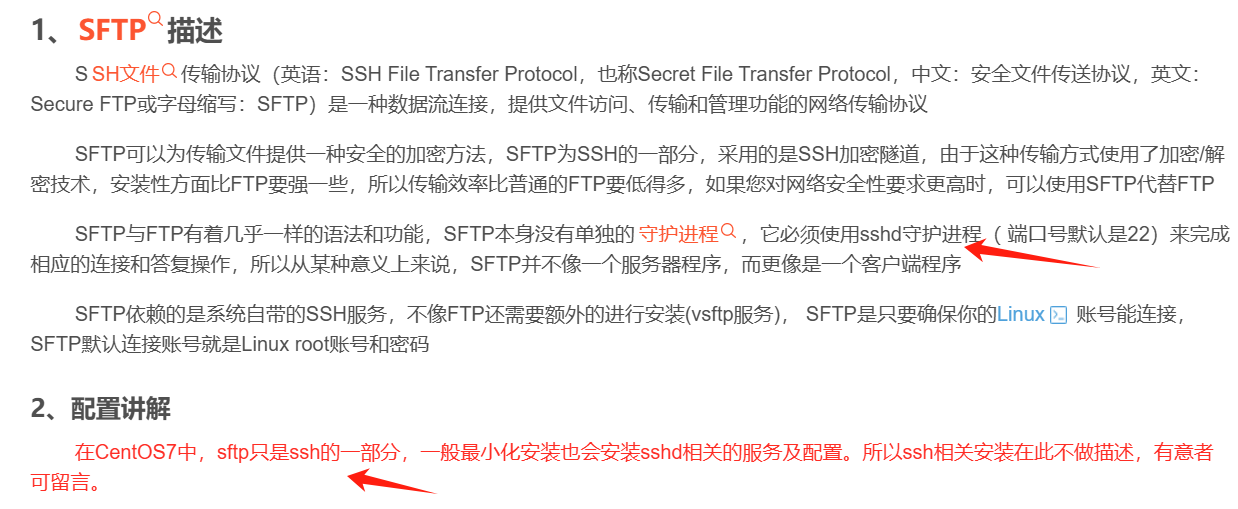 1、SFTP描述
SSH文件传输协议（英语：SSH File Transfer Protocol，也称Secret File Transfer Protocol，中文：安全文件传送协议，英文：
Secure FTP或字母缩写：SFTP）是一种数据流连接，提供文件访问、传输和管理功能的网络传输协议
SFTP可以为传输文件提供一种安全的加密方法，SFTP为SSH的一部分，采用的是SSH加密隧道，由于这种传输方式使用了加密/解
密技术，安装性方面比FTP要强一些，所以传输效率比普通的FTP要低得多，如果您对网络安全性要求更高时，可以使用SFTP代替FTP
SFTP与FTP有着几乎一样的语法和功能，SFTP本身没有单独的守护进程，它必须使用sshd守护进程（ 端口号默认是22）来完成
相应的连接和答复操作，所以从某种意义上来说，SFTP并不像一个服务器程序，而更像是一个客户端程序
SFTP依赖的是系统自带的SSH服务，不像FTP还需要额外的进行安装(vsftp服务)， SFTP是只要确保你的Linux 账号能连接，
SFTP默认连接账号就是Linux root账号和密码
2、配置讲解
在CentOS7中，sftp只是ssh的一部分，一般最小化安装也会安装sshd相关的服务及配置。所以ssh相关安装在此不做描述，有意者
可留言。